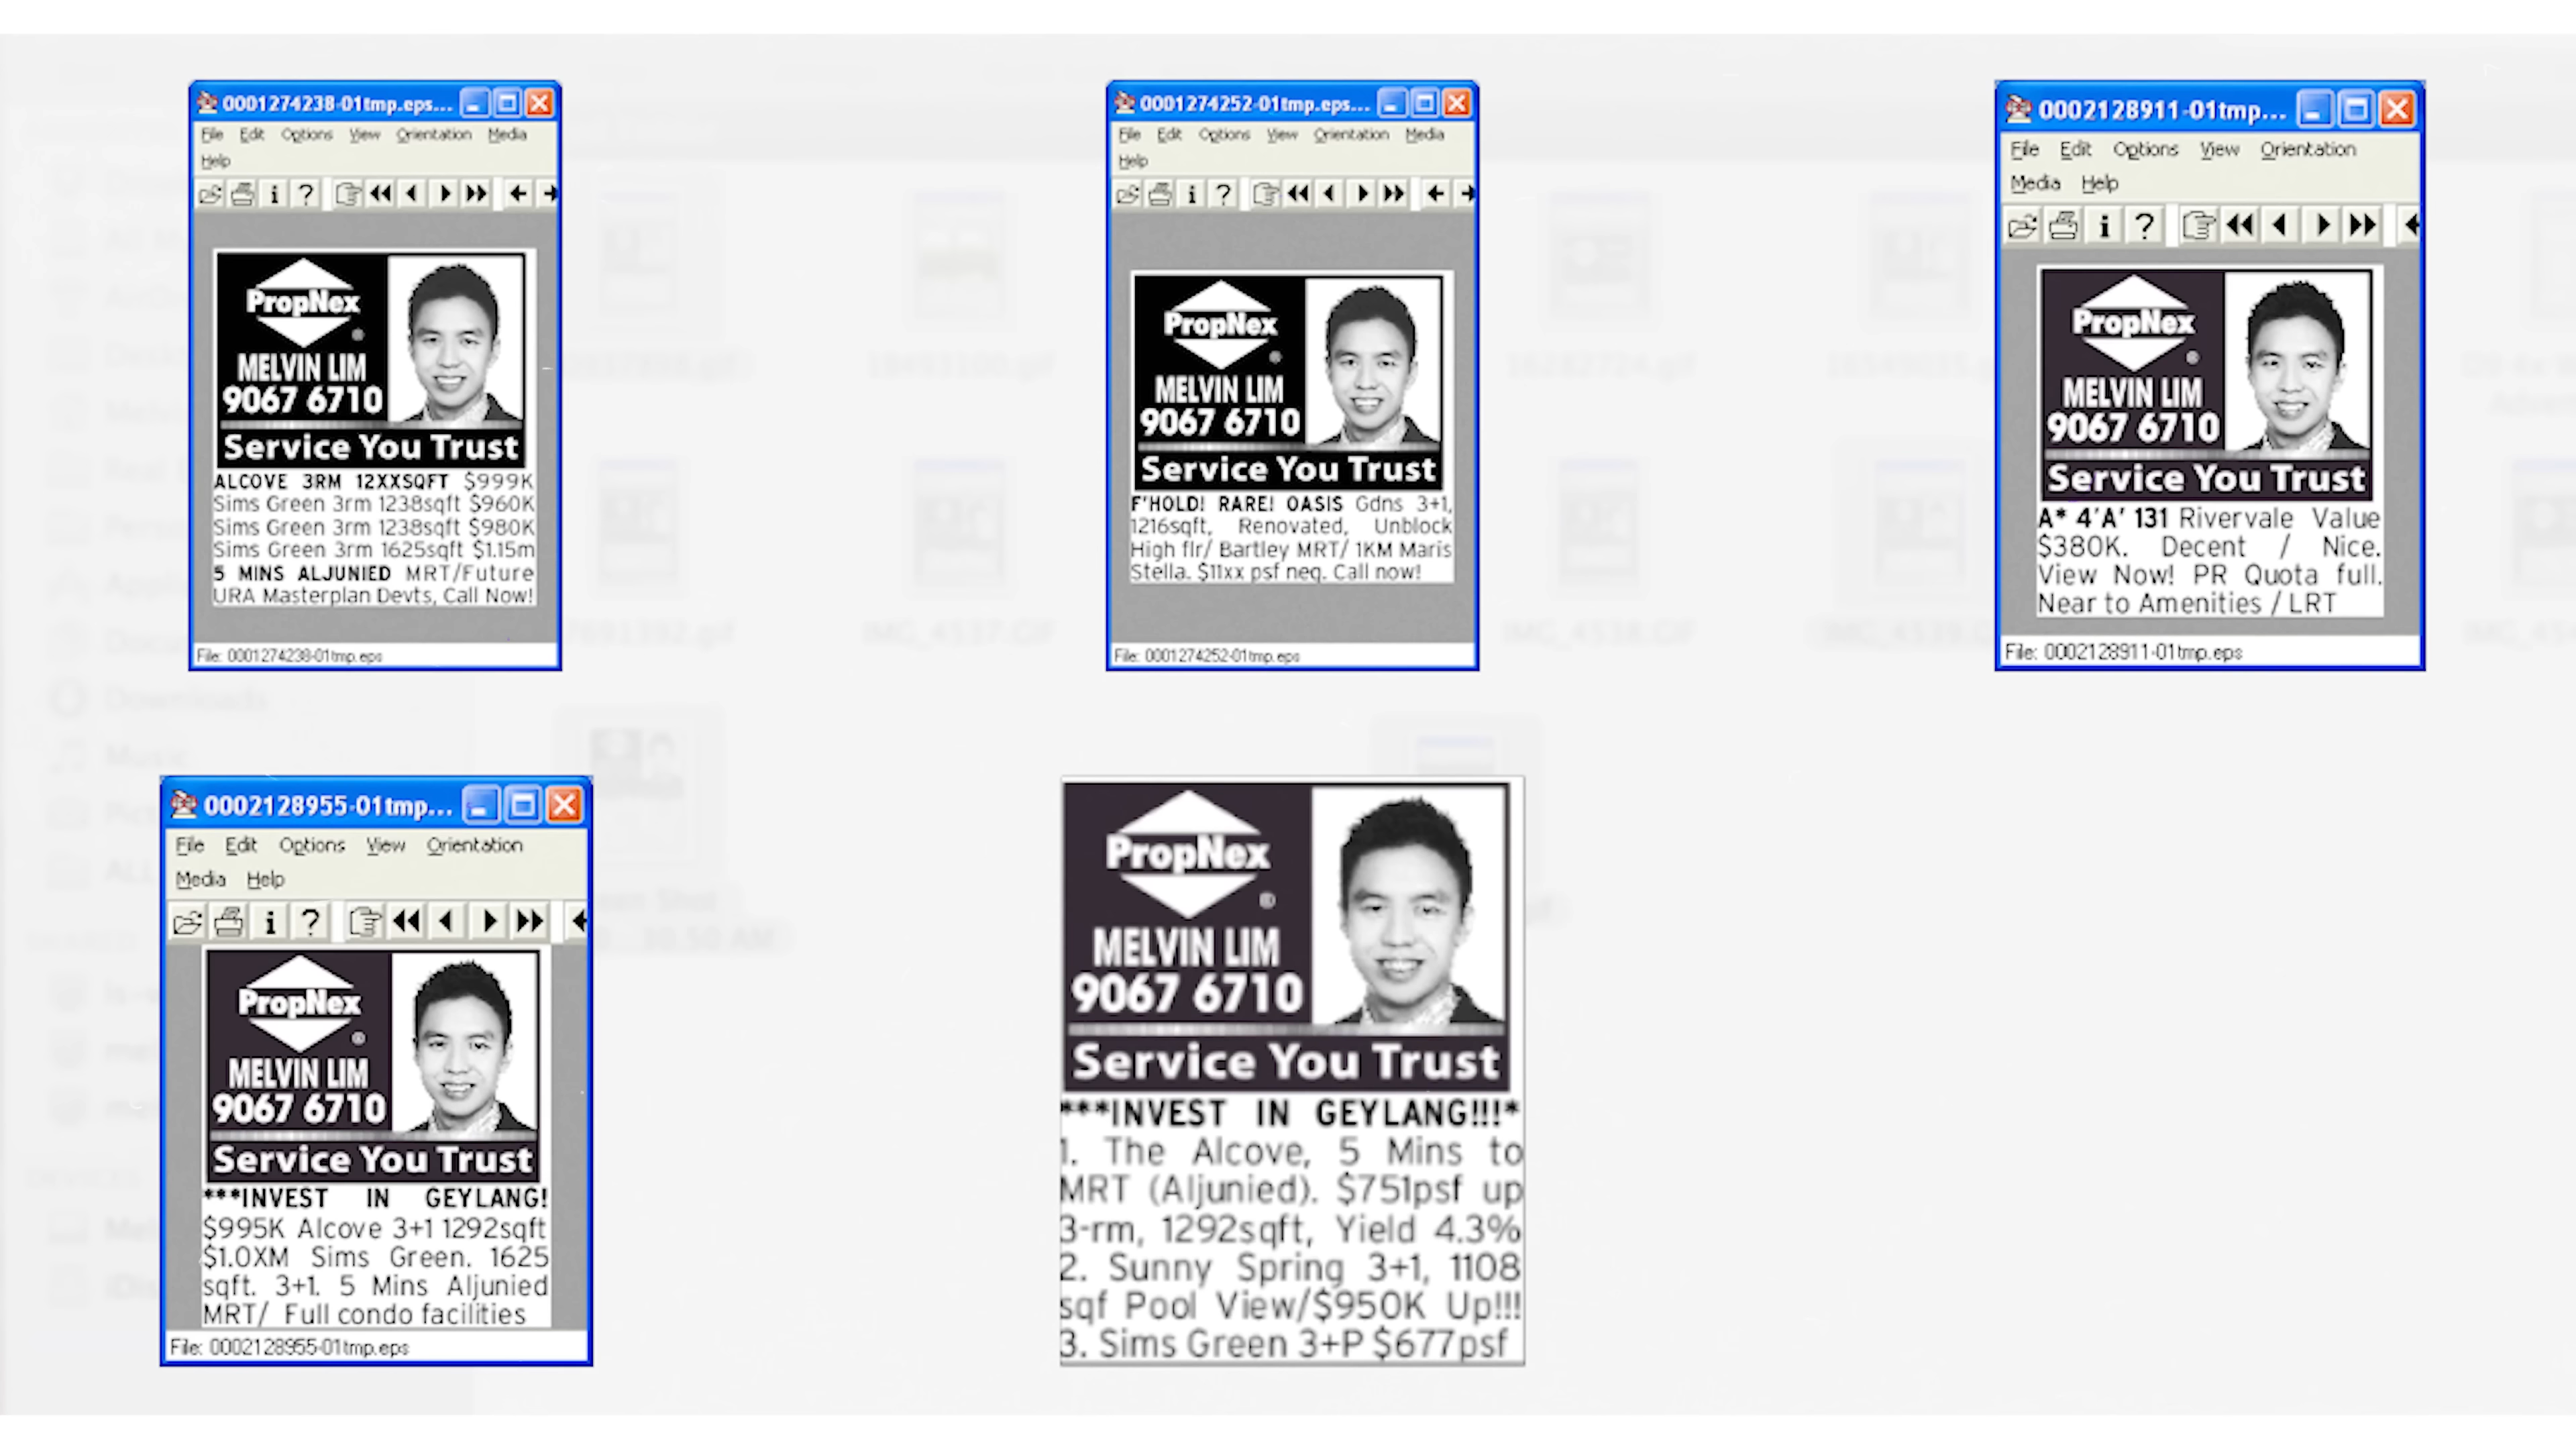 0001274238-01tmp.eps...
File Edit Options View Orientation Media
Help
PropNex
®
MELVIN LIM
9067 6710
Service You Trust
ALCOVE 3RM 12XXSQFT $999K
Sims Green 3rm 1238sqft $960K
Sims Green 3rm 1238sqft $980K
Sims Green 3rm 1625sqft $1.15m
5 MINS ALJUNIED MRT/Future
URA Masterplan Devts, Call Now!
File: 0001274238-01tmp.eps
0001274252-01tmp.eps...
File Edit Options View Orientation Media
Help
PropNex
®
MELVIN LIM
9067 6710
Service You Trust
F'HOLD! RARE! OASIS Gdns 3+1,
1216sqft, Renovated, Unblock
High flr/ Bartley MRT/ 1KM Maris
Stella. $11xx psf neg. Call now!
File: 0001274252-01tmp.eps
0002128911-01tmp...
File Edit Options View Orientation
Media Help
PropNex
®
MELVIN LIM
9067 6710
Service You Trust
A* 4'A' 131 Rivervale Value
$380K. Decent / Nice.
View Now! PR Quota full.
Near to Amenities / LRT
File: 0002128911-01tmp.eps
0002128955-01tmp...
File Edit Options View Orientation
Media Help
PropNex
®
MELVIN LIM
9067 6710
Service You Trust
***INVEST IN GEYLANG!
$995K Alcove 3+1 1292sqft
$1.0XM Sims Green. 1625
sqft. 3+1. 5 Mins Aljunied
MRT/ Full condo facilities
File: 0002128955-01tmp.eps
PropNex
®
MELVIN LIM
9067 6710
Service You Trust
***INVEST IN GEYLANG!!!*
1. The Alcove, 5 Mins to
MRT (Aljunied). $751psf up
3-rm, 1292sqft, Yield 4.3%
2. Sunny Spring 3+1, 1108
sqf Pool View/$950K Up!!!
3. Sims Green 3+P $677psf
Downloads
Music